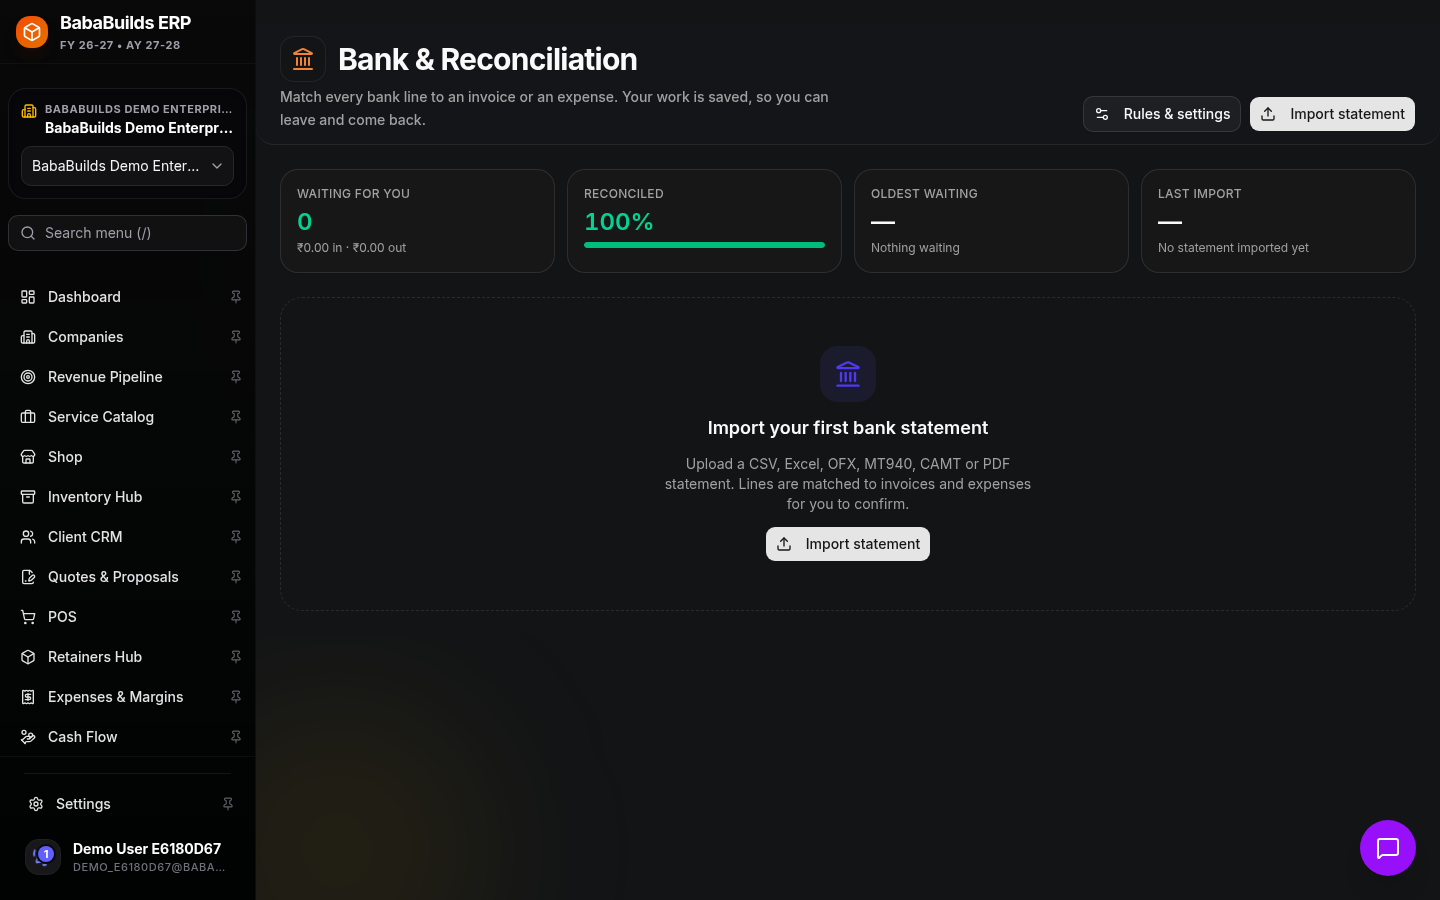 BabaBuilds ERP
FY 26-27 • AY 27-28
BABABUILDS DEMO ENTERPRI...
BabaBuilds Demo Enterpr...
BabaBuilds Demo Enter...
Search menu (/)
Dashboard
Companies
Revenue Pipeline
Service Catalog
Shop
Inventory Hub
Client CRM
Quotes & Proposals
POS
Retainers Hub
Expenses & Margins
Cash Flow
Settings
1
Demo User E6180D67
DEMO_E6180D67@BABA...
Bank & Reconciliation
Match every bank line to an invoice or an expense. Your work is saved, so you can
leave and come back.
Rules & settings
Import statement
WAITING FOR YOU
0
₹0.00 in · ₹0.00 out
RECONCILED
100%
OLDEST WAITING
—
Nothing waiting
LAST IMPORT
—
No statement imported yet
Import your first bank statement
Upload a CSV, Excel, OFX, MT940, CAMT or PDF
statement. Lines are matched to invoices and expenses
for you to confirm.
Import statement